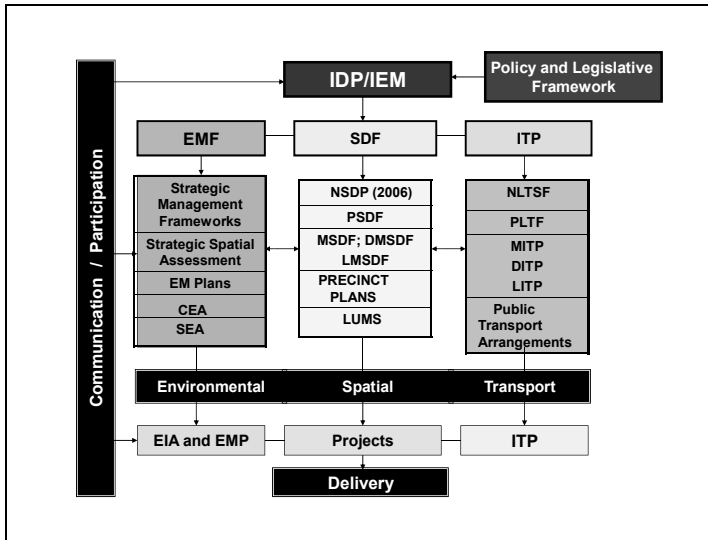 Communication / Participation
IDP/IEM
Policy and Legislative
Framework
EMF
SDF
ITP
Strategic
Management
Frameworks
Strategic Spatial
Assessment
EM Plans
CEA
SEA
NSDP (2006)
PSDF
MSDF; DMSDF
LMSDF
PRECINCT
PLANS
LUMS
NLTSF
PLTF
MITP
DITP
LITP
Public
Transport
Arrangements
Environmental
Spatial
Transport
EIA and EMP
Projects
ITP
Delivery